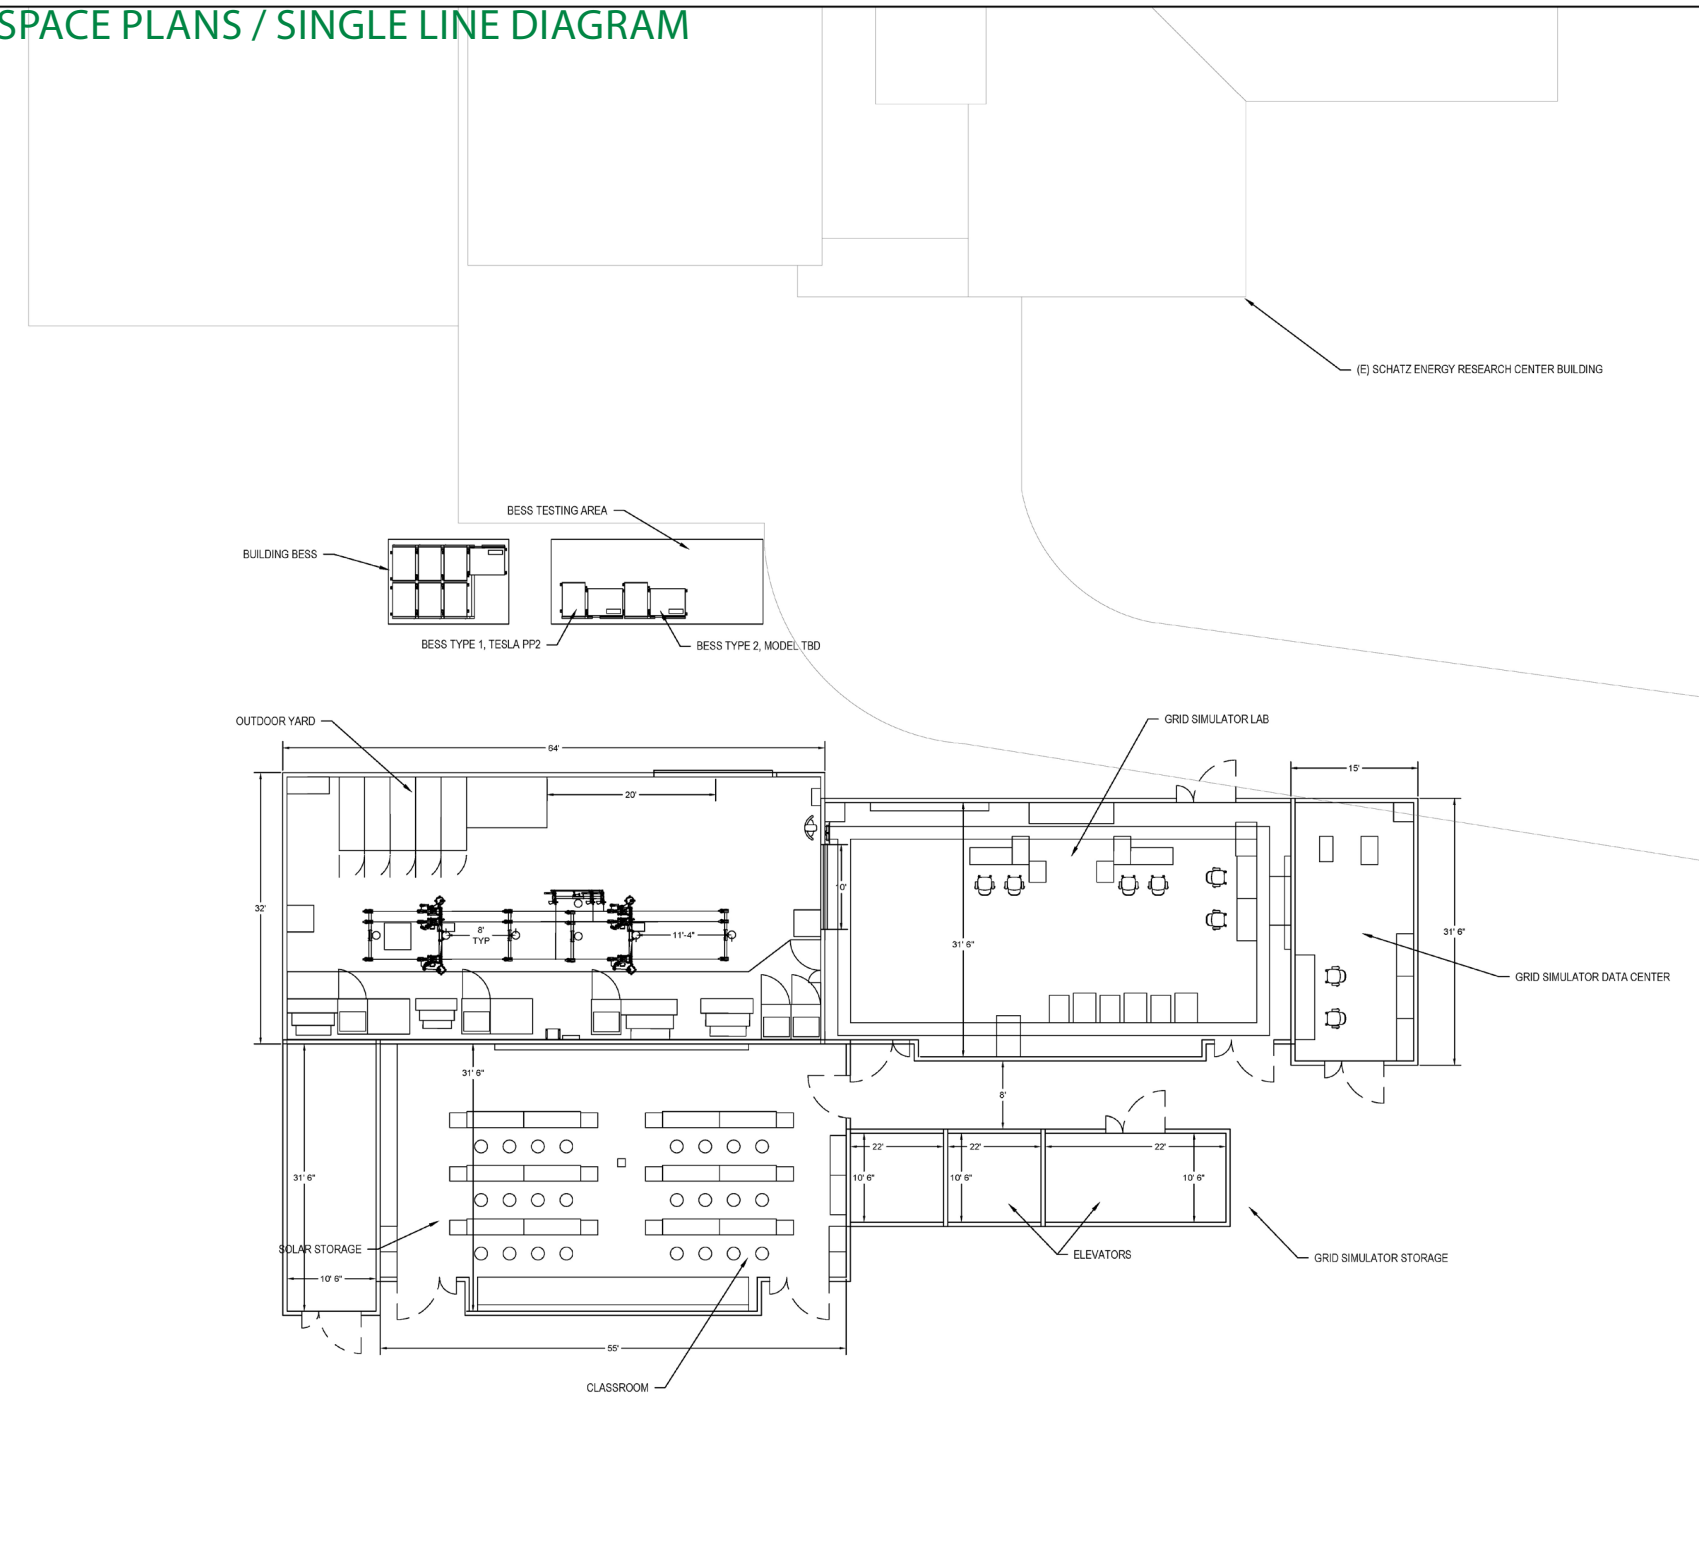 SPACE PLANS / SINGLE LINE DIAGRAM
(E) SCHATZ ENERGY RESEARCH CENTER BUILDING
BESS TESTING AREA
BUILDING BESS
BESS TYPE 1, TESLA PP2
BESS TYPE 2, MODEL TBD
OUTDOOR YARD
GRID SIMULATOR LAB
64'
15'
20'
32'
8'
TYP
11'-4"
31' 6"
31' 6"
GRID SIMULATOR DATA CENTER
31' 6"
8'
22'
22'
22'
31' 6"
10' 6"
10' 6"
10' 6"
SOLAR STORAGE
10' 6"
ELEVATORS
GRID SIMULATOR STORAGE
55'
CLASSROOM